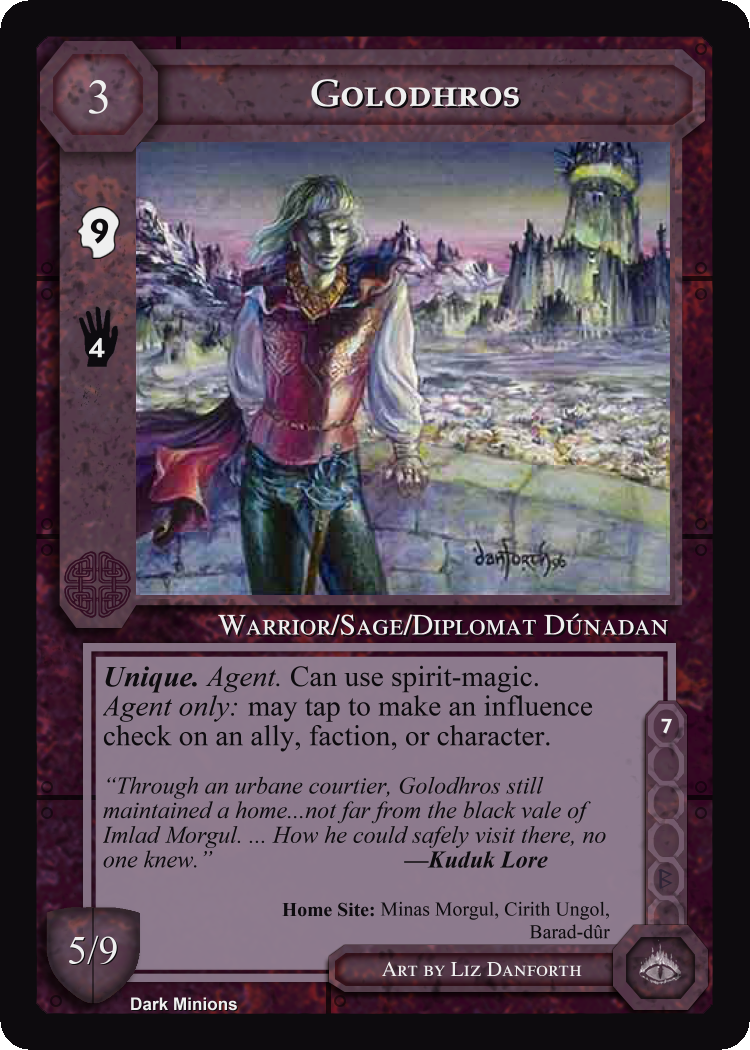 3
Golodhros
9
4
danforth 96
Warrior/Sage/Diplomat Dúnadan
Unique. Agent. Can use spirit-magic.
Agent only: may tap to make an influence
check on an ally, faction, or character.
7
“Through an urbane courtier, Golodhros still
maintained a home...not far from the black vale of
Imlad Morgul. ... How he could safely visit there, no
one knew.” —Kuduk Lore
Home Site: Minas Morgul, Cirith Ungol,
Barad-dûr
5/9
Art by Liz Danforth
Dark Minions